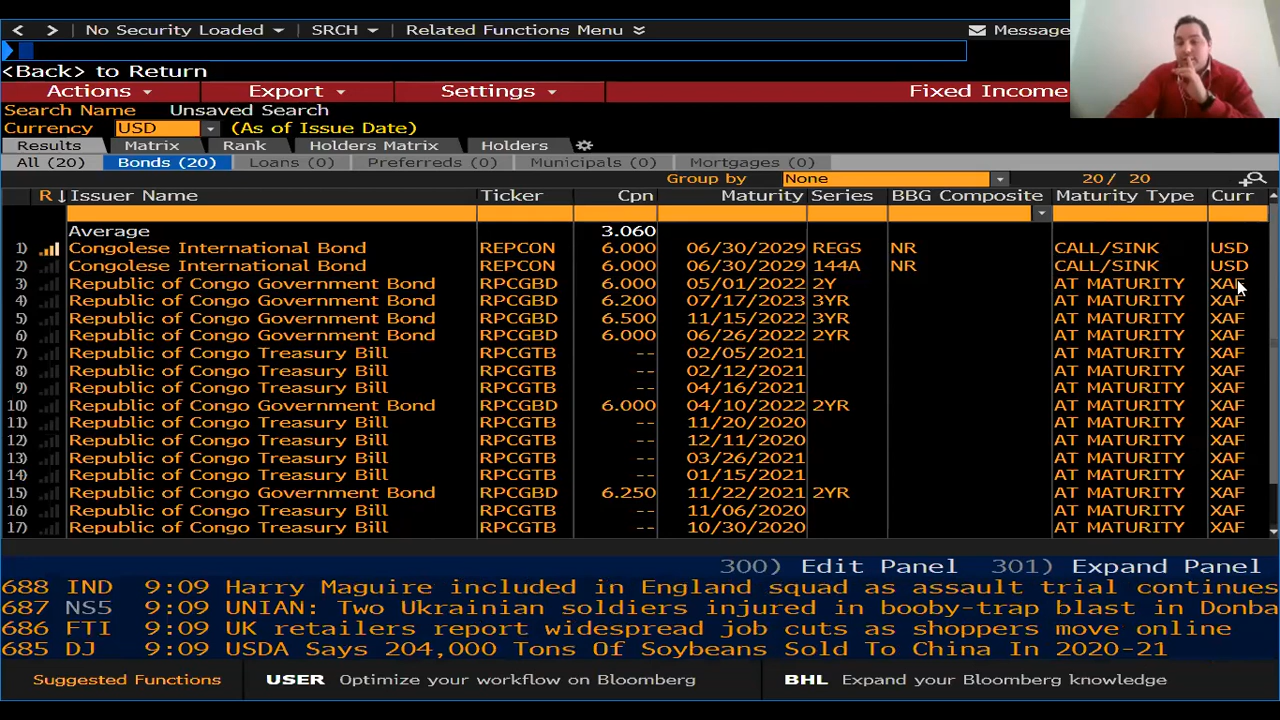 No Security Loaded SRCH Related Functions Menu Message
<Back> to Return
Actions Export Settings Fixed Income
Search Name Unsaved Search
Currency USD (As of Issue Date)
Results Matrix Rank Holders Matrix Holders
All (20) Bonds (20) Loans (0) Preferreds (0) Municipals (0) Mortgages (0)
Group by None 20/ 20
R Issuer Name Ticker Cpn Maturity Series BBG Composite Maturity Type Curr
Average 3.060
1) Congolese International Bond REPCON 6.000 06/30/2029 REGS NR CALL/SINK USD
2) Congolese International Bond REPCON 6.000 06/30/2029 144A NR CALL/SINK USD
3) Republic of Congo Government Bond RPCGBD 6.000 05/01/2022 2Y AT MATURITY XAF
4) Republic of Congo Government Bond RPCGBD 6.200 07/17/2023 3YR AT MATURITY XAF
5) Republic of Congo Government Bond RPCGBD 6.500 11/15/2022 3YR AT MATURITY XAF
6) Republic of Congo Government Bond RPCGBD 6.000 06/26/2022 2YR AT MATURITY XAF
7) Republic of Congo Treasury Bill RPCGTB -- 02/05/2021 AT MATURITY XAF
8) Republic of Congo Treasury Bill RPCGTB -- 02/12/2021 AT MATURITY XAF
9) Republic of Congo Treasury Bill RPCGTB -- 04/16/2021 AT MATURITY XAF
10) Republic of Congo Government Bond RPCGBD 6.000 04/10/2022 2YR AT MATURITY XAF
11) Republic of Congo Treasury Bill RPCGTB -- 11/20/2020 AT MATURITY XAF
12) Republic of Congo Treasury Bill RPCGTB -- 12/11/2020 AT MATURITY XAF
13) Republic of Congo Treasury Bill RPCGTB -- 03/26/2021 AT MATURITY XAF
14) Republic of Congo Treasury Bill RPCGTB -- 01/15/2021 AT MATURITY XAF
15) Republic of Congo Government Bond RPCGBD 6.250 11/22/2021 2YR AT MATURITY XAF
16) Republic of Congo Treasury Bill RPCGTB -- 11/06/2020 AT MATURITY XAF
17) Republic of Congo Treasury Bill RPCGTB -- 10/30/2020 AT MATURITY XAF
300) Edit Panel 301) Expand Panel
688 IND 9:09 Harry Maguire included in England squad as assault trial continues
687 NS5 9:09 UNIAN: Two Ukrainian soldiers injured in booby-trap blast in Donba
686 FTI 9:09 UK retailers report widespread job cuts as shoppers move online
685 DJ 9:09 USDA Says 204,000 Tons Of Soybeans Sold To China In 2020-21
Suggested Functions USER Optimize your workflow on Bloomberg BHL Expand your Bloomberg knowledge